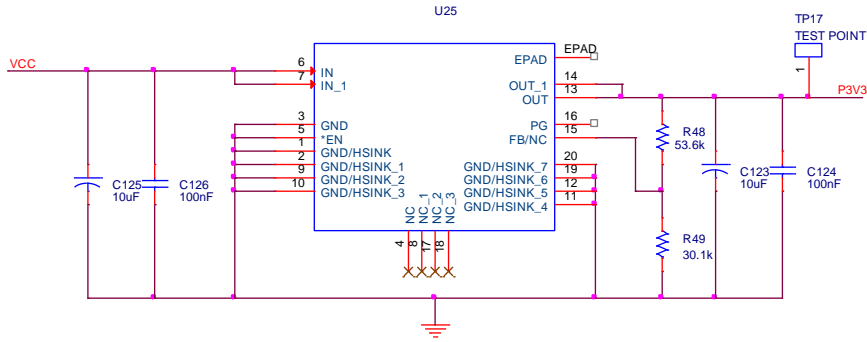 U25
TP17
TEST POINT
1
VCC
P3V3
6
IN
7
IN_1
3
GND
5
*EN
1
GND/HSINK
2
GND/HSINK_1
9
GND/HSINK_2
10
GND/HSINK_3
EPAD
EPAD
OUT_1
14
OUT
13
PG
16
FB/NC
15
GND/HSINK_7
20
GND/HSINK_6
19
GND/HSINK_5
12
GND/HSINK_4
11
NC
4
NC_1
8
NC_2
17
NC_3
18
C125
10uF
C126
100nF
R48
53.6k
R49
30.1k
C123
10uF
C124
100nF